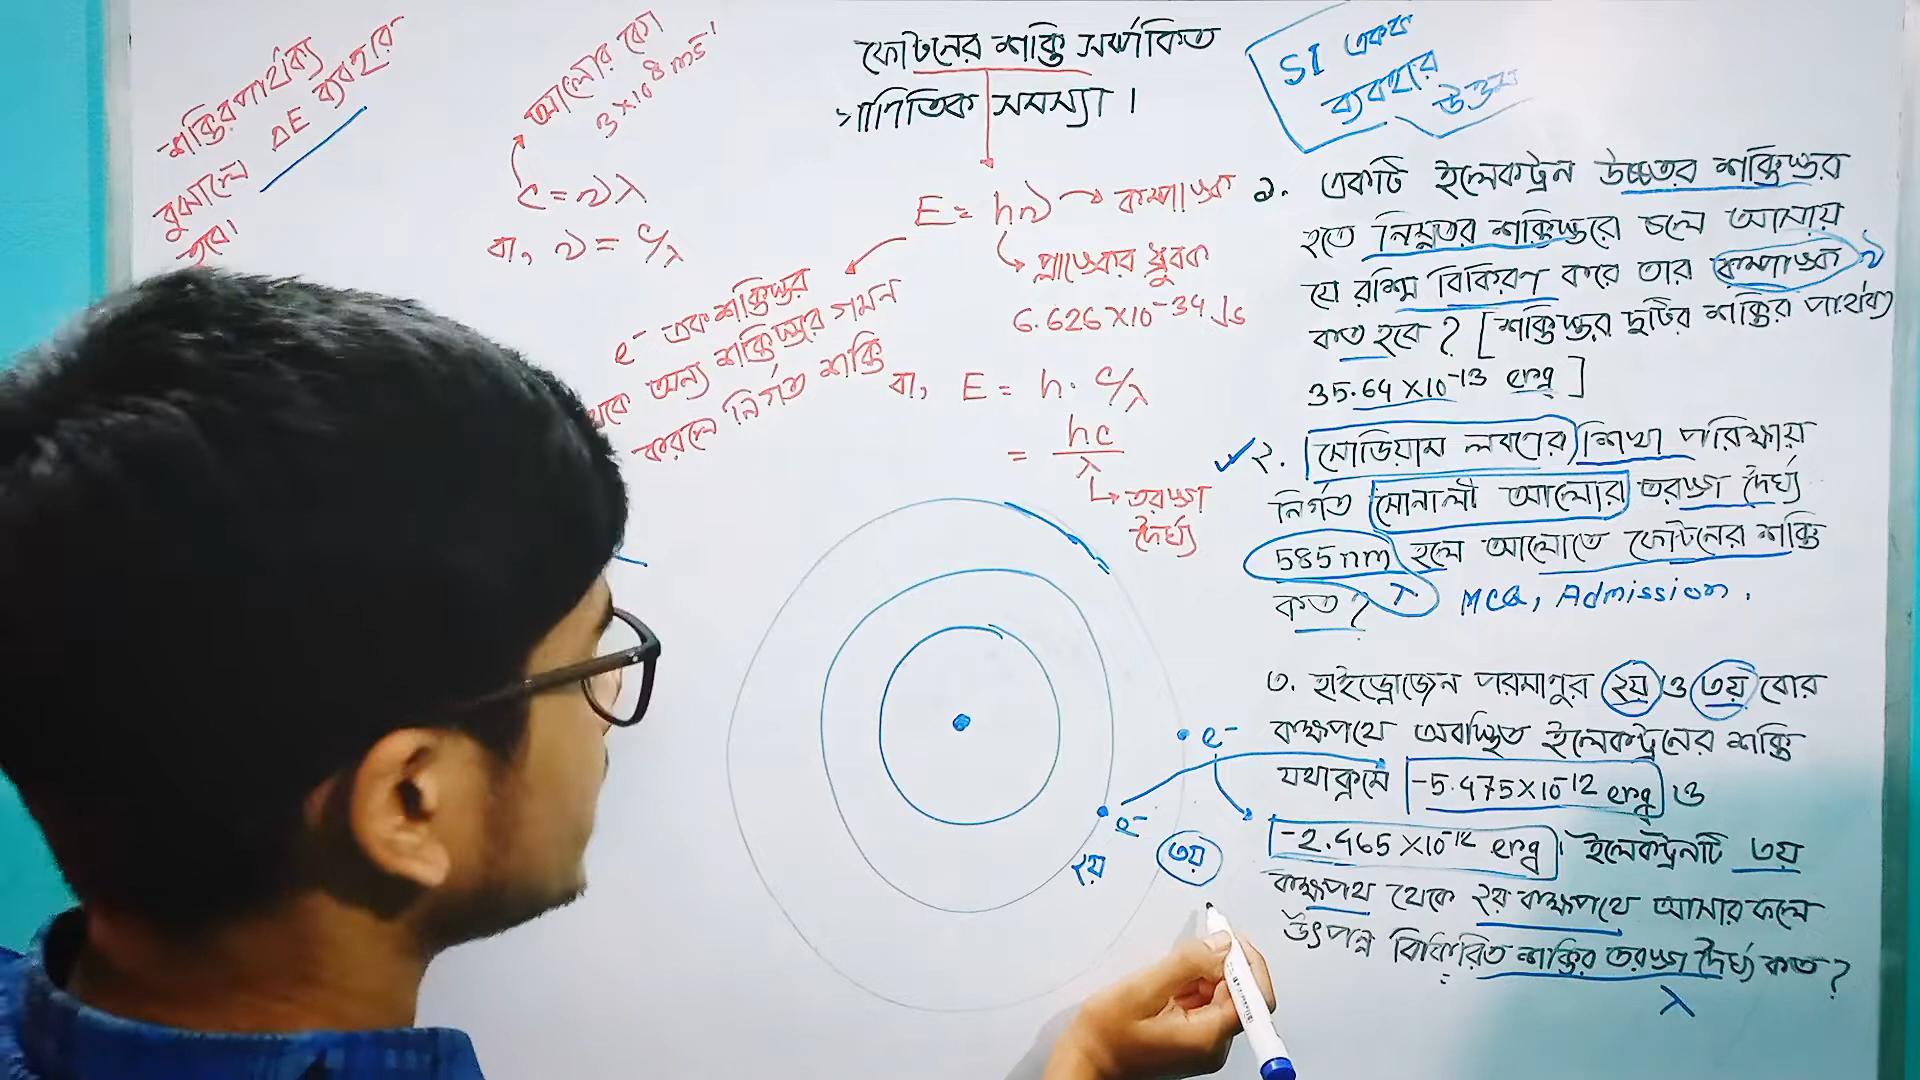 ফোটনের শক্তি সম্পর্কিত
গাণিতিক সমস্যা।
শক্তির পার্থক্য
বুঝালে ΔE ব্যবহার
হবে।
আলোর বেগ
3×10⁸ ms⁻¹
c = νλ
বা, ν = c/λ
E = hν → কম্পাঙ্ক
প্লাঙ্কের ধ্রুবক
6.626×10⁻³⁴ Js
e⁻ এক শক্তিস্তর
থেকে অন্য শক্তিস্তরে গমন
করলে নির্গত শক্তি
বা, E = h. c/λ
= hc/λ
তরঙ্গ
দৈর্ঘ্য
e⁻
e⁻
২য়
৩য়
SI একক
ব্যবহার
উত্তম
১. একটি ইলেকট্রন উচ্চতর শক্তিস্তর
হতে নিম্নতর শক্তিস্তরে চলে আসায়
যে রশ্মি বিকিরণ করে তার কম্পাঙ্ক ν
কত হবে? [শক্তিস্তর দুটির শক্তির পার্থক্য
35.64×10⁻¹³ erg]
২. সোডিয়াম লবণের শিখা পরিক্ষায়
নির্গত সোনালী আলোর তরঙ্গ দৈর্ঘ্য
585nm হলে আলোতে ফোটনের শক্তি
কত? λ MCQ, Admission.
৩. হাইড্রোজেন পরমাণুর ২য় ও ৩য় বোর
কক্ষপথে অবস্থিত ইলেকট্রনের শক্তি
যথাক্রমে -5.475×10⁻¹² erg ও
-2.465×10⁻¹² erg। ইলেকট্রনটি ৩য়
কক্ষপথ থেকে ২য় কক্ষপথে আসার ফলে
উৎপন্ন বিকিরিত শক্তির তরঙ্গ দৈর্ঘ্য কত?
λ